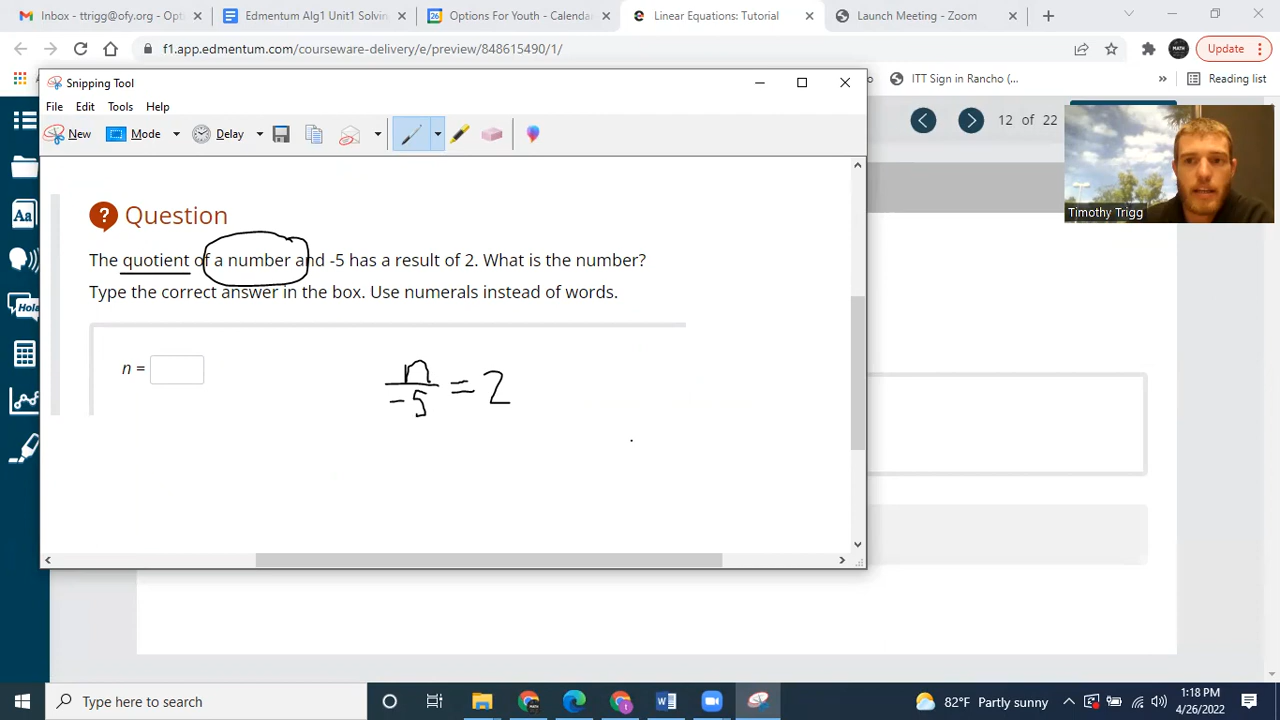 Inbox - ttrigg@ofy.org - O
Edmentum Alg1 Unit1 Solvin
Options For Youth - Calenda
Linear Equations: Tutorial
Launch Meeting - Zoom
f1.app.edmentum.com/courseware-delivery/e/preview/848615490/1/
Update
ITT Sign in Rancho (...
Reading list
Snipping Tool
File Edit Tools Help
New Mode Delay
12 of 22
Timothy Trigg
Question
The quotient of a number and -5 has a result of 2. What is the number?
Type the correct answer in the box. Use numerals instead of words.
n =
n
-5 = 2
Aa
Hola
Type here to search
82°F Partly sunny
1:18 PM
4/26/2022